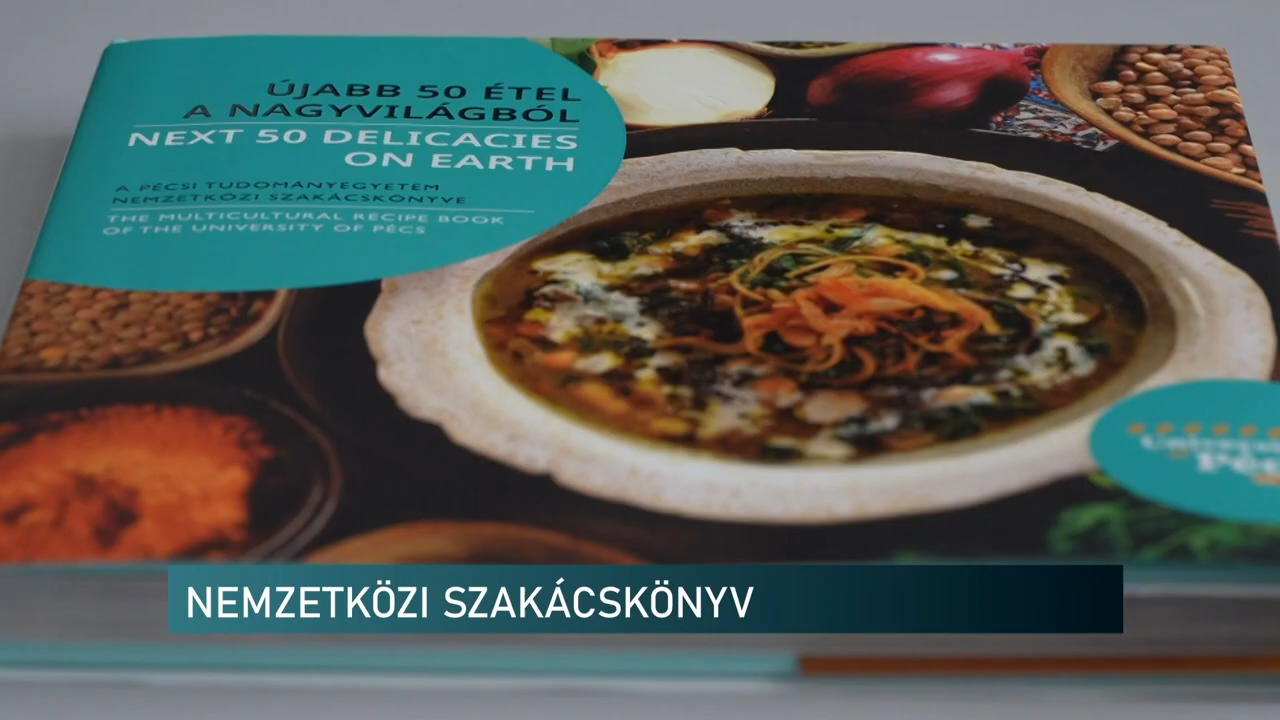 ÚJABB 50 ÉTEL
A NAGYVILÁGBÓL
NEXT 50 DELICACIES
ON EARTH
A PÉCSI TUDOMÁNYEGYETEM
NEMZETKÖZI SZAKÁCSKÖNYVE
THE MULTICULTURAL RECIPE BOOK
OF THE UNIVERSITY OF PÉCS
NEMZETKÖZI SZAKÁCSKÖNYV